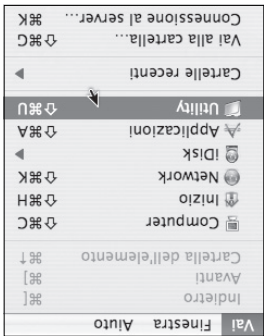 Vai Finestra Aiuto
Indietro ⌘[
Avanti ⌘]
Cartella dell'elemento ⌘↑
Computer ⇧⌘C
Inizio ⇧⌘H
Network ⇧⌘K
iDisk ▶
Applicazioni ⇧⌘A
Utility ⇧⌘U
Cartelle recenti ▶
Vai alla cartella... ⇧⌘G
Connessione al server... ⌘K